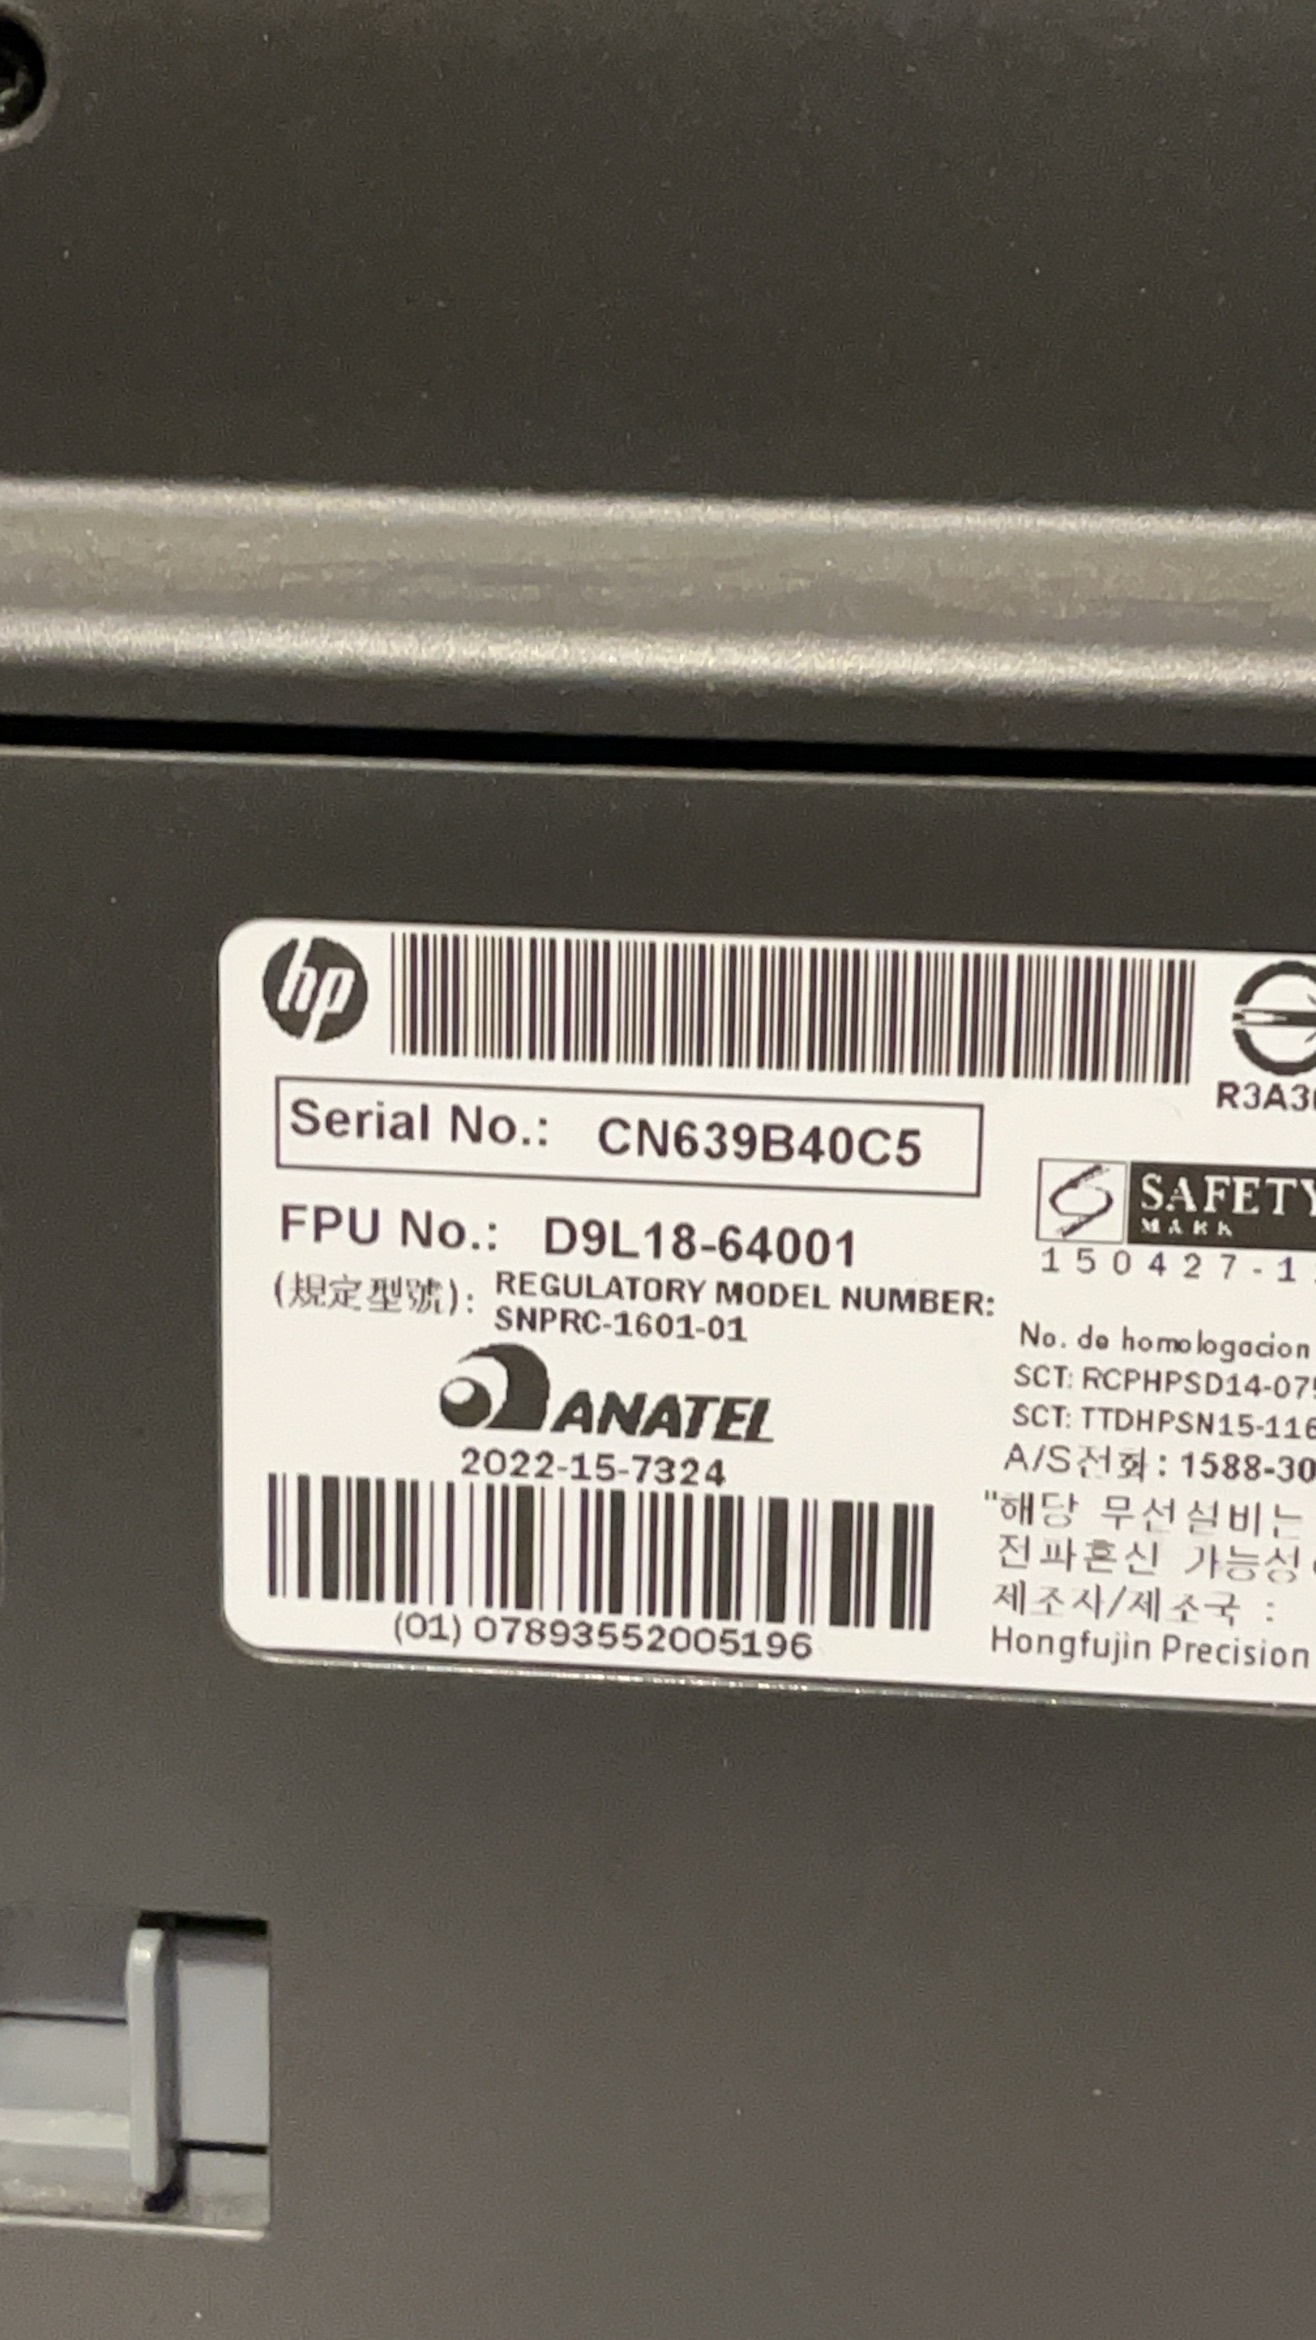 hp
Serial No.: CN639B40C5
FPU No.: D9L18-64001
(規定型號): REGULATORY MODEL NUMBER:
SNPRC-1601-01
ANATEL
2022-15-7324
(01) 07893552005196
R3A3
SAFETY
MARK
150427-1
No. de homologacion
SCT: RCPHPSD14-075
SCT: TTDHPSN15-116
A/S전화: 1588-30
"해당 무선설비는
전파혼신 가능성
제조자/제조국 :
Hongfujin Precision